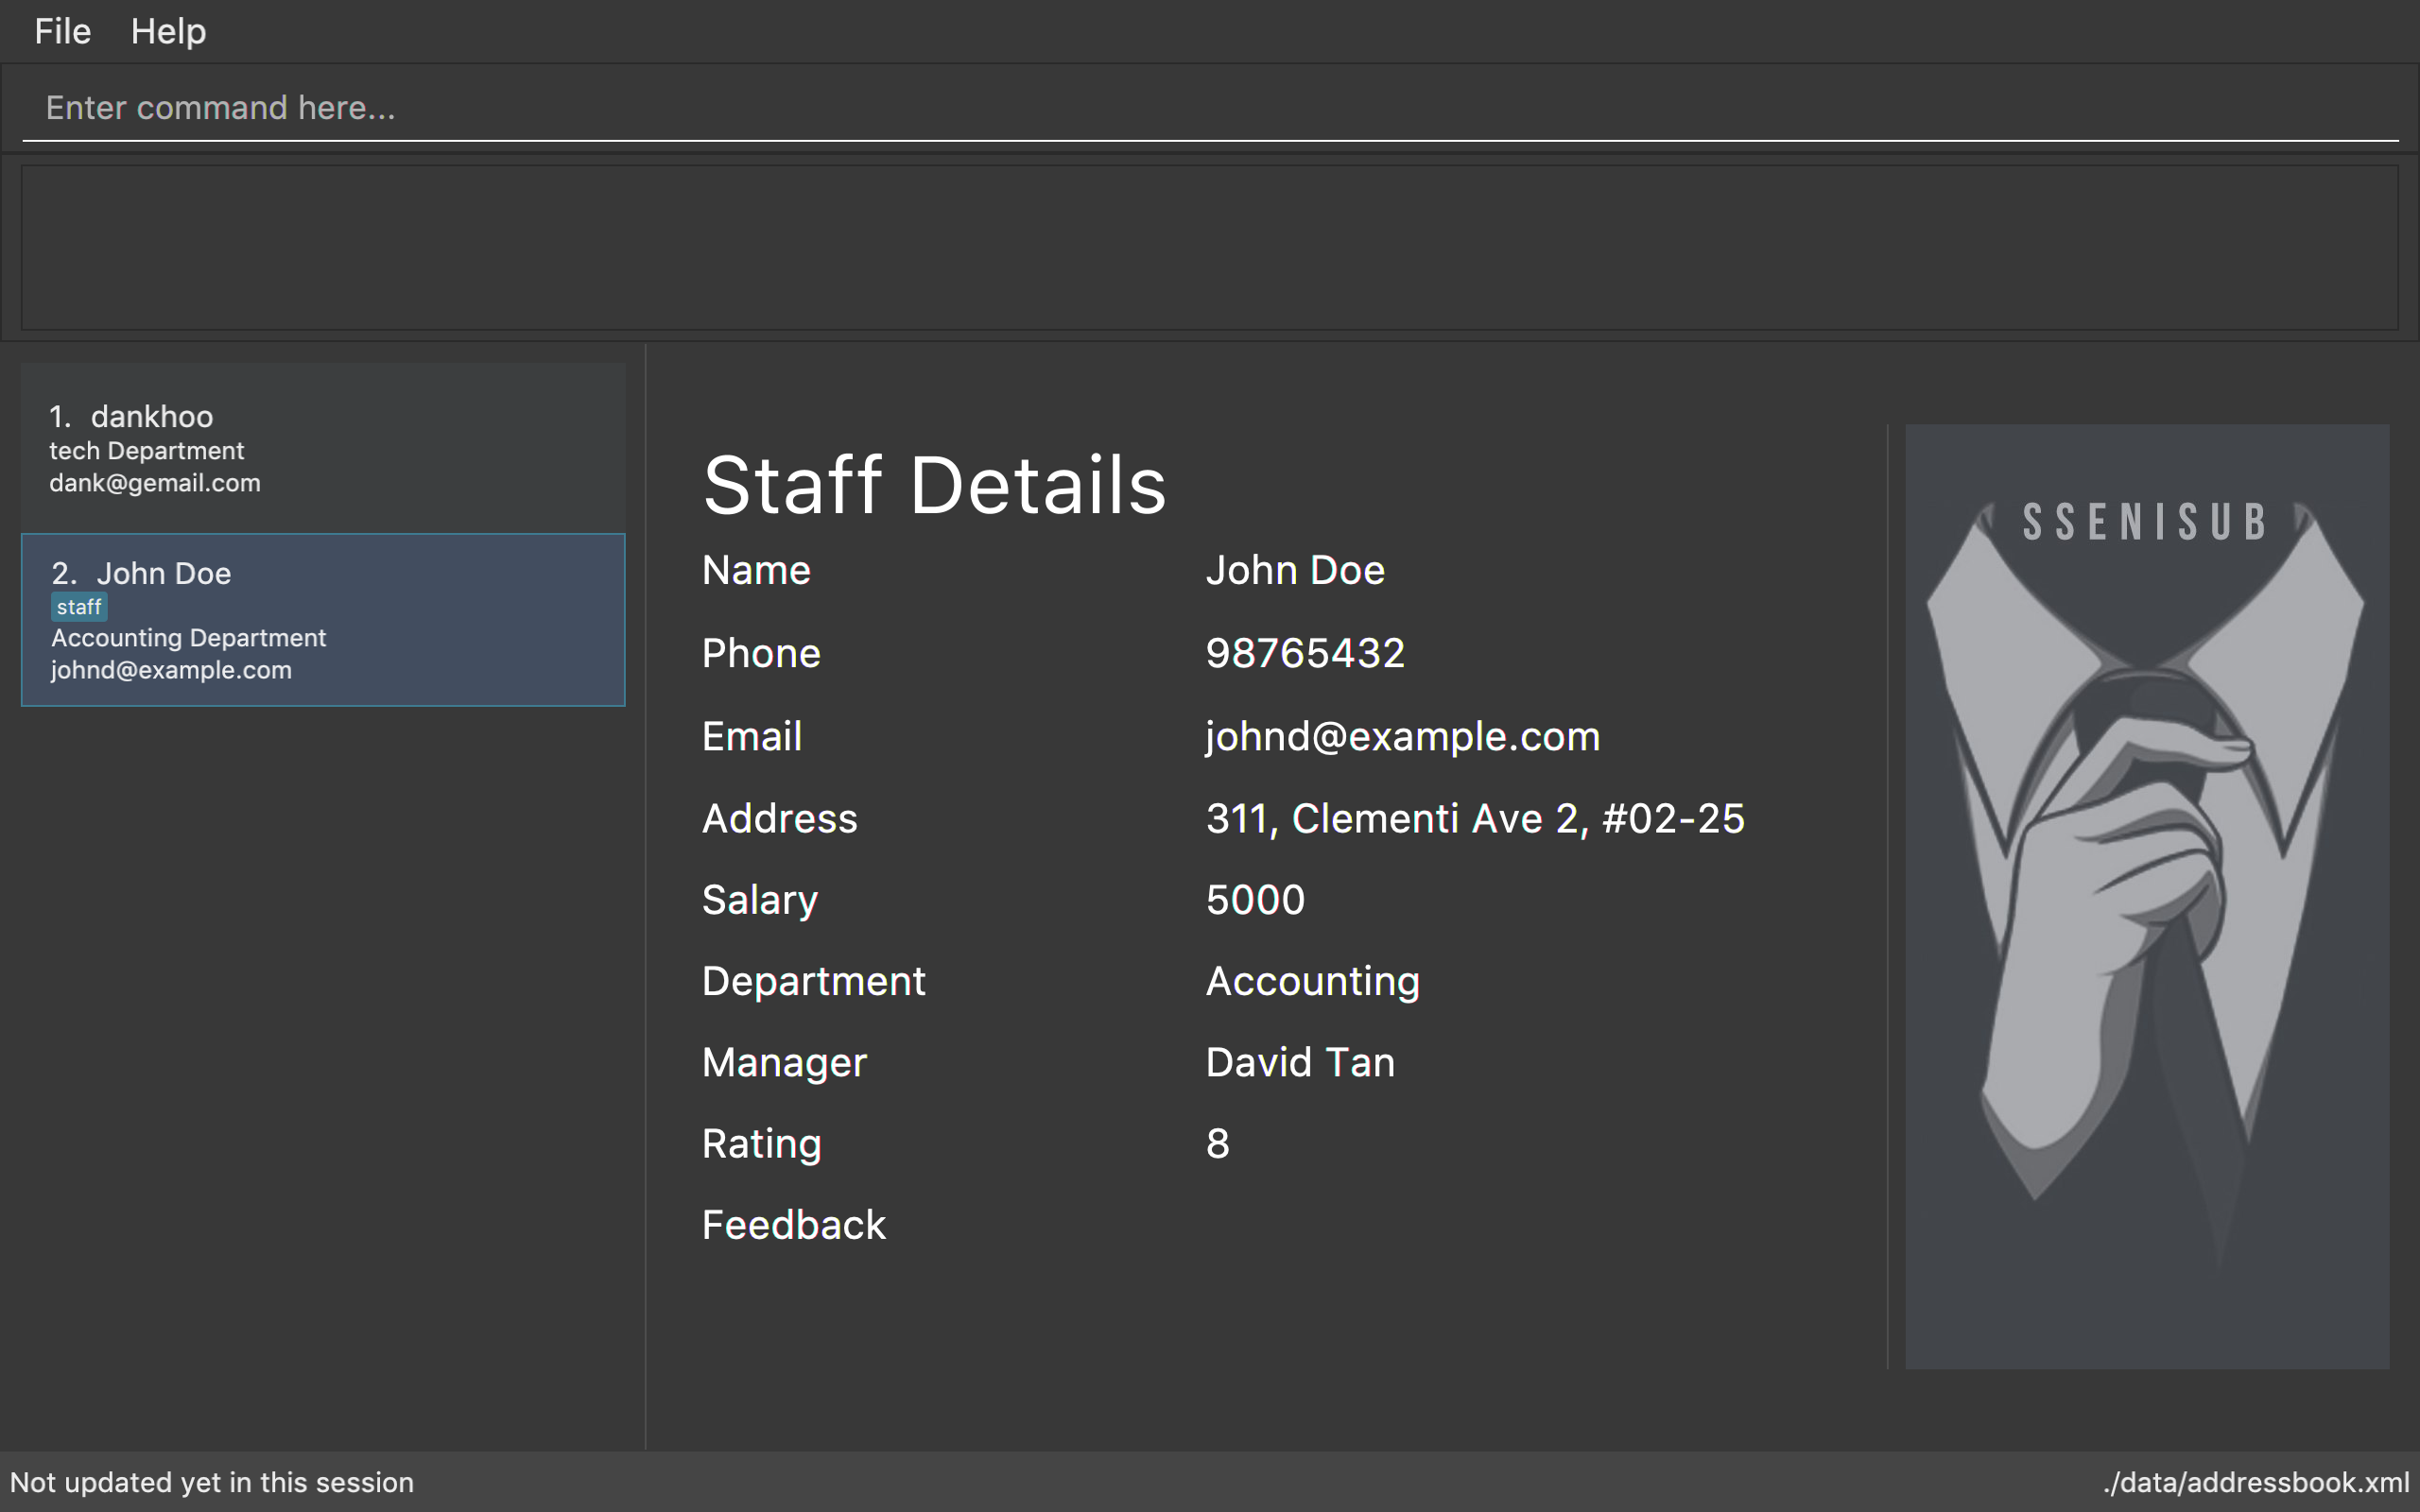 File Help
Enter command here...
1. dankhoo
tech Department
dank@gemail.com
2. John Doe
staff
Accounting Department
johnd@example.com
Staff Details
Name John Doe
Phone 98765432
Email johnd@example.com
Address 311, Clementi Ave 2, #02-25
Salary 5000
Department Accounting
Manager David Tan
Rating 8
Feedback
SSENISUB
Not updated yet in this session ./data/addressbook.xml